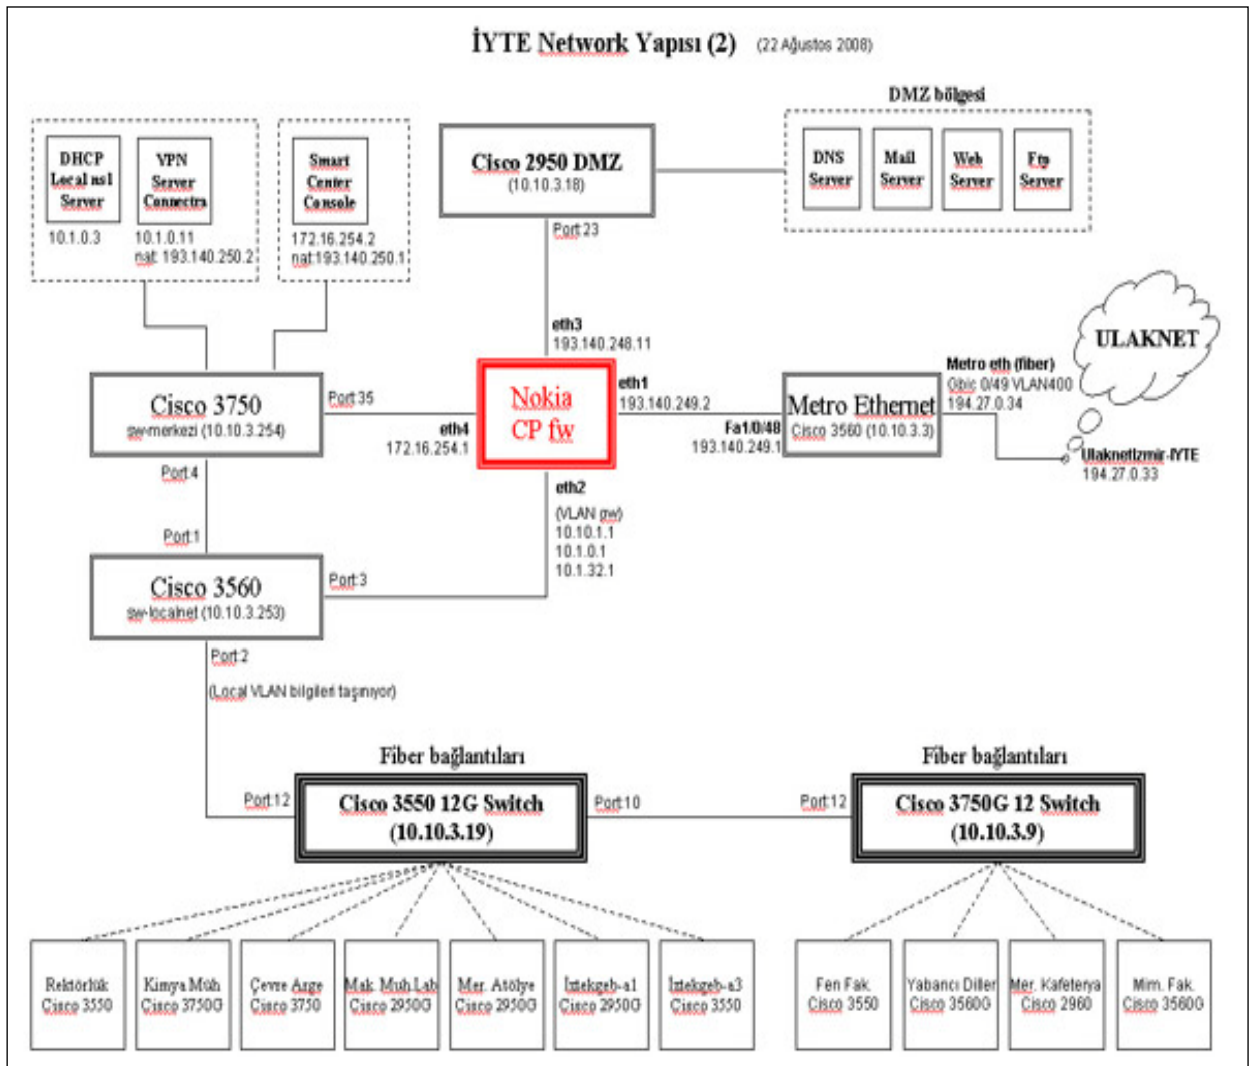 İYTE Network Yapısı (2) (22 Ağustos 2008)
DMZ bölgesi
DHCP
Local ns1
Server
10.1.0.3
VPN
Server
Connectra
10.1.0.11
nat: 193.140.250.2
Smart
Center
Console
172.16.254.2
nat:193.140.250.1
Cisco 2950 DMZ
(10.10.3.18)
Port:23
DNS
Server
Mail
Server
Web
Server
Ftp
Server
eth3
193.140.248.11
ULAKNET
Cisco 3750
sw-merkezi (10.10.3.254)
Port:35
eth4
172.16.254.1
Nokia
CP fw
eth1
193.140.249.2
Fa1/0/48
193.140.249.1
Metro Ethernet
Cisco 3560 (10.10.3.3)
Metro eth (fiber)
Gbic 0/49 VLAN400
194.27.0.34
UlaknetIzmir-IYTE
194.27.0.33
Port:4
Port:1
eth2
(VLAN gw)
10.10.1.1
10.1.0.1
10.1.32.1
Cisco 3560
sw-localnet (10.10.3.253)
Port:3
Port:2
(Local VLAN bilgileri taşınıyor)
Fiber bağlantıları
Port:12
Cisco 3550 12G Switch
(10.10.3.19)
Port:10
Fiber bağlantıları
Port:12
Cisco 3750G 12 Switch
(10.10.3.9)
Rektörlük
Cisco 3550
Kimya Müh
Cisco 3750G
Çevre Arge
Cisco 3750
Mak. Muh Lab
Cisco 2950G
Mer. Atölye
Cisco 2950G
İztekgeb-a1
Cisco 2950G
İztekgeb-a3
Cisco 3550
Fen Fak.
Cisco 3550
Yabancı Diller
Cisco 3560G
Mer. Kafeterya
Cisco 2960
Mim. Fak.
Cisco 3560G